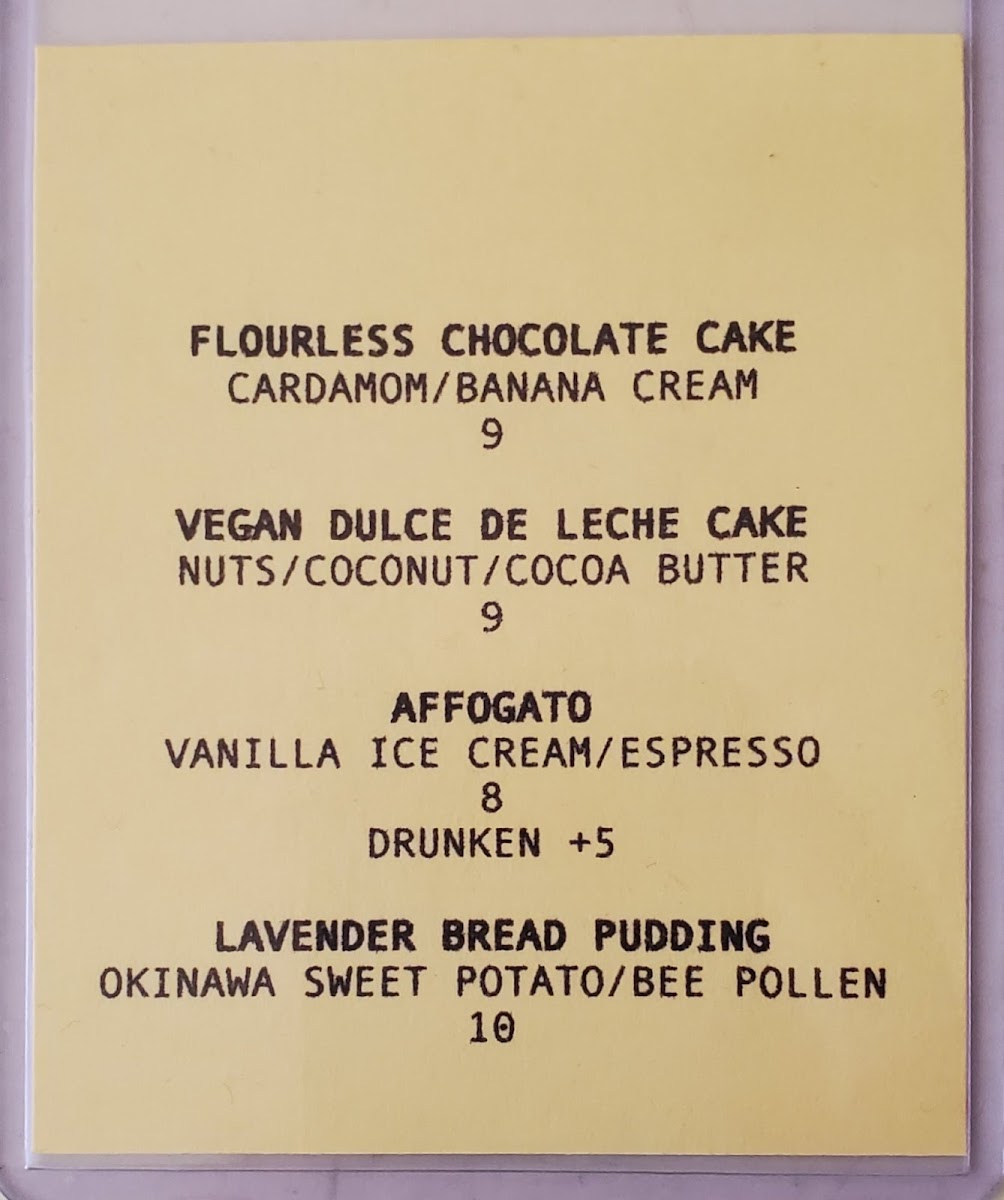 FLOURLESS CHOCOLATE CAKE
CARDAMOM/BANANA CREAM
9
VEGAN DULCE DE LECHE CAKE
NUTS/COCONUT/COCOA BUTTER
9
AFFOGATO
VANILLA ICE CREAM/ESPRESSO
8
DRUNKEN +5
LAVENDER BREAD PUDDING
OKINAWA SWEET POTATO/BEE POLLEN
10